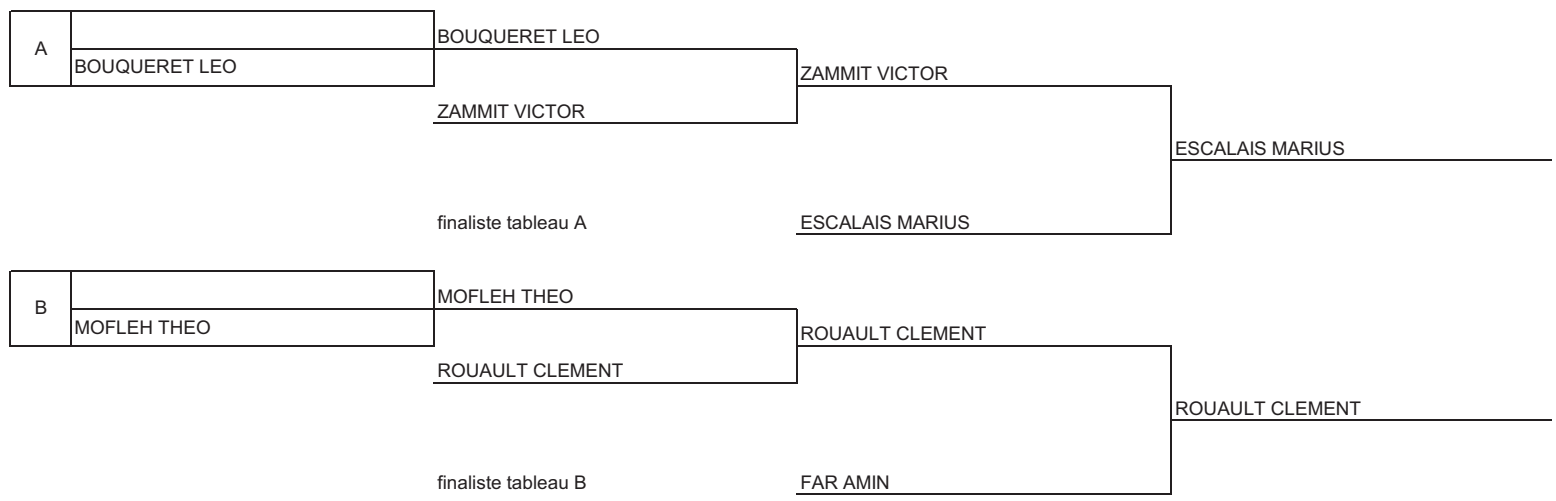 A
BOUQUERET LEO
BOUQUERET LEO
ZAMMIT VICTOR
ZAMMIT VICTOR
ESCALAIS MARIUS
finaliste tableau A
ESCALAIS MARIUS
B
MOFLEH THEO
MOFLEH THEO
ROUAULT CLEMENT
ROUAULT CLEMENT
ROUAULT CLEMENT
finaliste tableau B
FAR AMIN